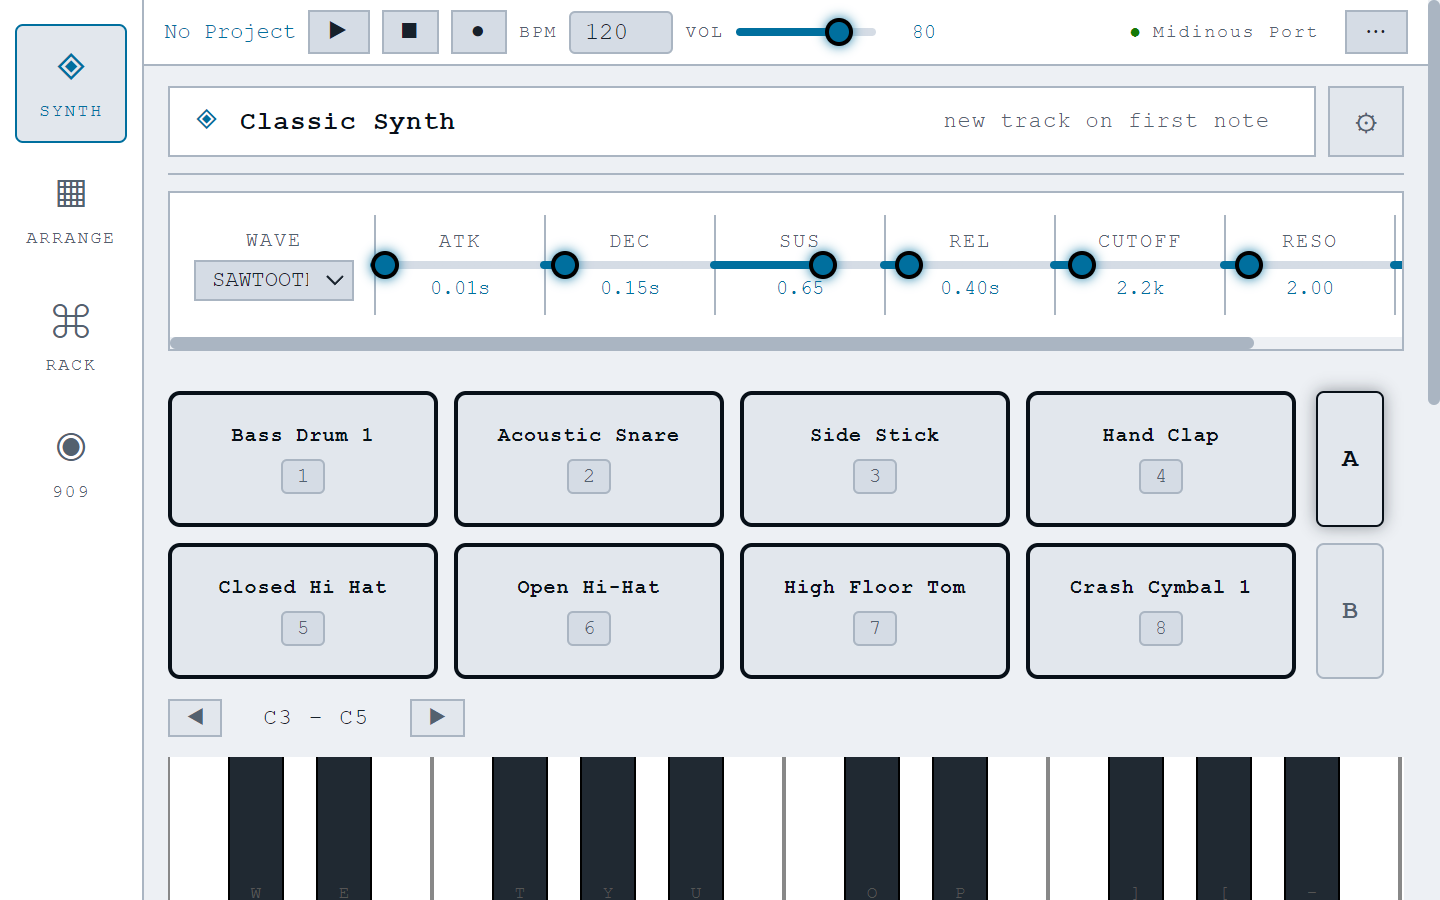 No Project
BPM 120 VOL 80
Midinous Port
...
SYNTH
ARRANGE
RACK
909
Classic Synth
new track on first note
WAVE ATK DEC SUS REL CUTOFF RESO
0.01s 0.15s 0.65 0.40s 2.2k 2.00
Bass Drum 1 Acoustic Snare Side Stick Hand Clap
1 2 3 4
A
Closed Hi Hat Open Hi-Hat High Floor Tom Crash Cymbal 1
5 6 7 8
B
C3 – C5
W E T Y U O P ] [ -